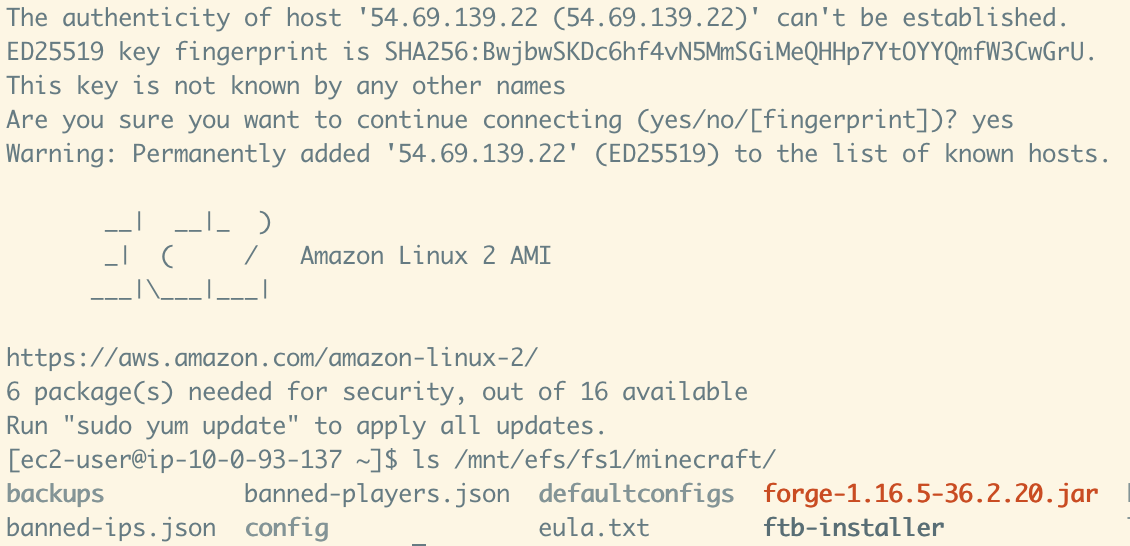 The authenticity of host '54.69.139.22 (54.69.139.22)' can't be established.
ED25519 key fingerprint is SHA256:BwjbwSKDc6hf4vN5MmSGiMeQHHp7YtOYYQmfW3CwGrU.
This key is not known by any other names
Are you sure you want to continue connecting (yes/no/[fingerprint])? yes
Warning: Permanently added '54.69.139.22' (ED25519) to the list of known hosts.
       __|  __|_  )
       _|  (     /   Amazon Linux 2 AMI
      ___|\___|___|
https://aws.amazon.com/amazon-linux-2/
6 package(s) needed for security, out of 16 available
Run "sudo yum update" to apply all updates.
[ec2-user@ip-10-0-93-137 ~]$ ls /mnt/efs/fs1/minecraft/
backups          banned-players.json  defaultconfigs  forge-1.16.5-36.2.20.jar
banned-ips.json  config               eula.txt        ftb-installer